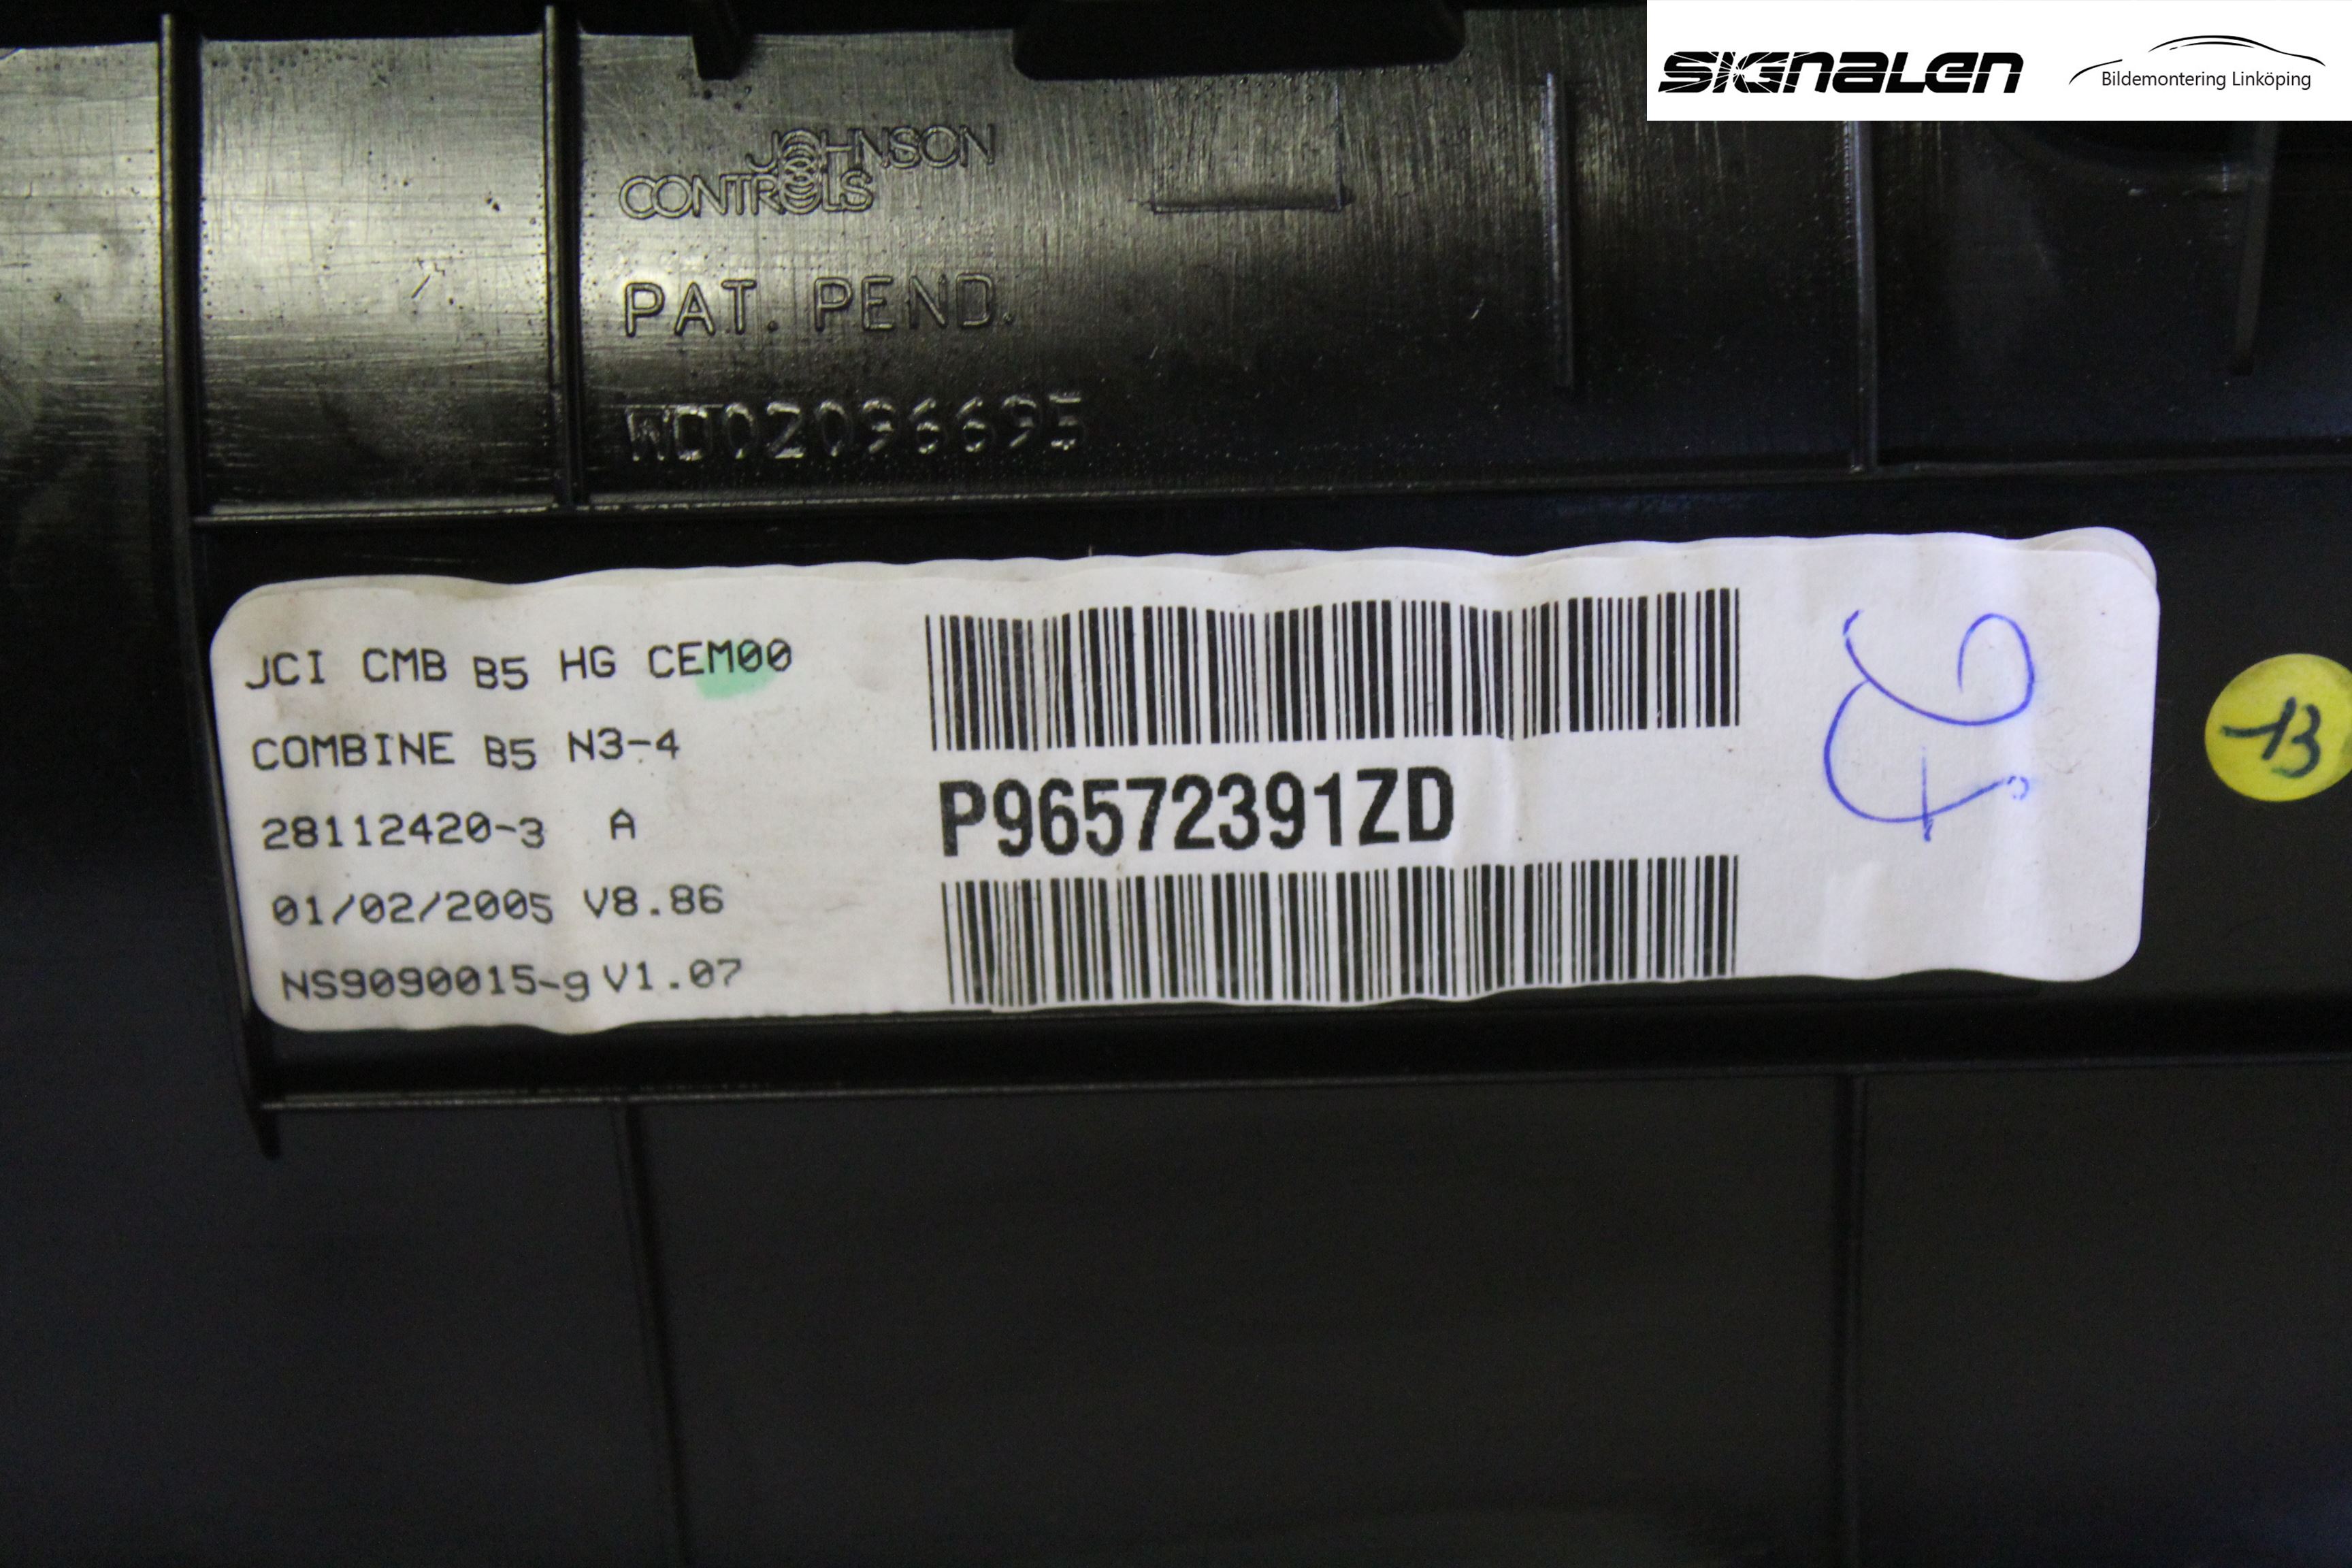 SIGNALEN
Bildemontering Linköping
JOHNSON
CONTROLS
PAT. PEND.
WO02096695
JCI CMB B5 HG CEM00
COMBINE B5 N3-4
28112420-3 A
01/02/2005 V8.86
NS9090015-9 V1.07
P96572391ZD
B